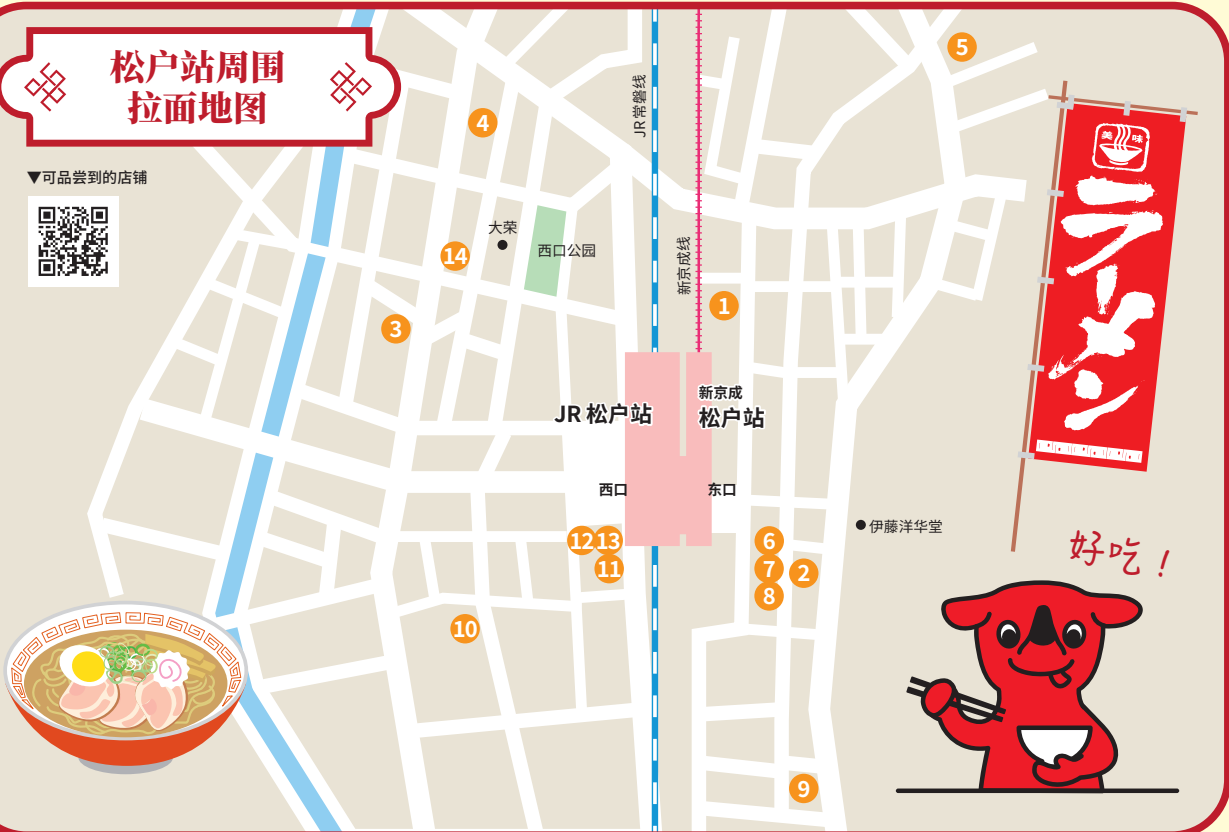 松户站周围
拉面地图
▼可品尝到的店铺
JR常磐线
新京成线
5
4
大荣
西口公园
14
3
1
美味
ラーメン
新京成
松户站
JR 松户站
西口
东口
伊藤洋华堂
好吃!
12
13
11
6
7
8
2
10
9